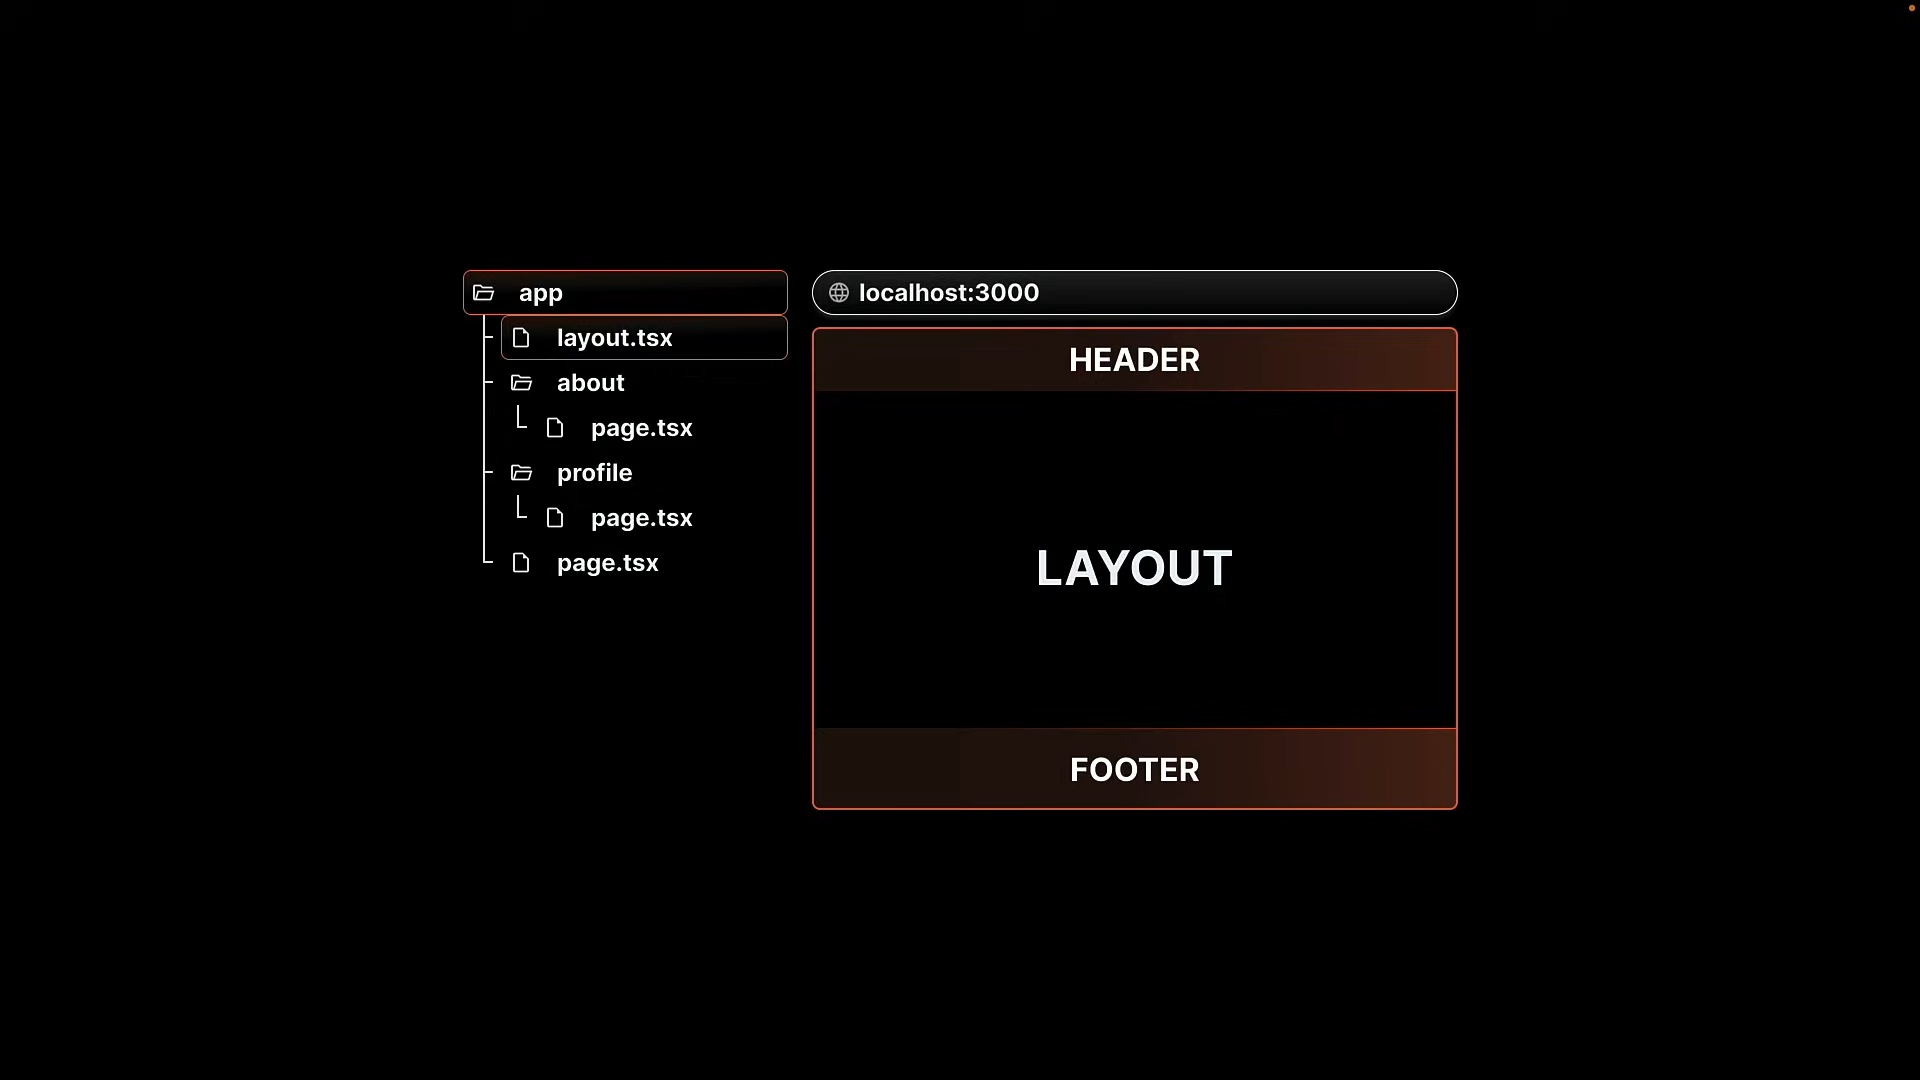 app
layout.tsx
about
page.tsx
profile
page.tsx
page.tsx
localhost:3000
HEADER
LAYOUT
FOOTER